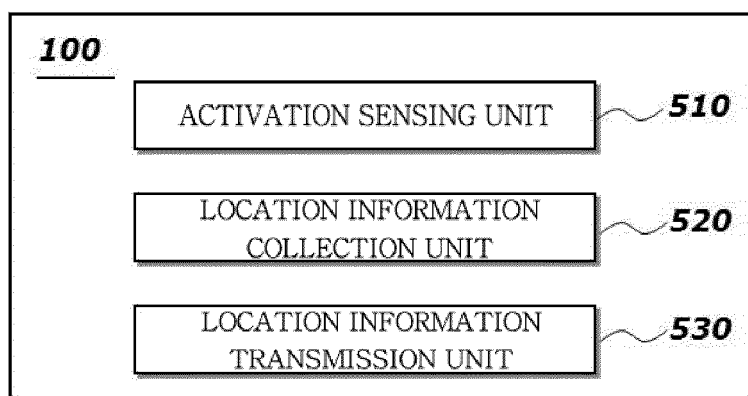 100
ACTIVATION SENSING UNIT 510
LOCATION INFORMATION
COLLECTION UNIT 520
LOCATION INFORMATION
TRANSMISSION UNIT 530